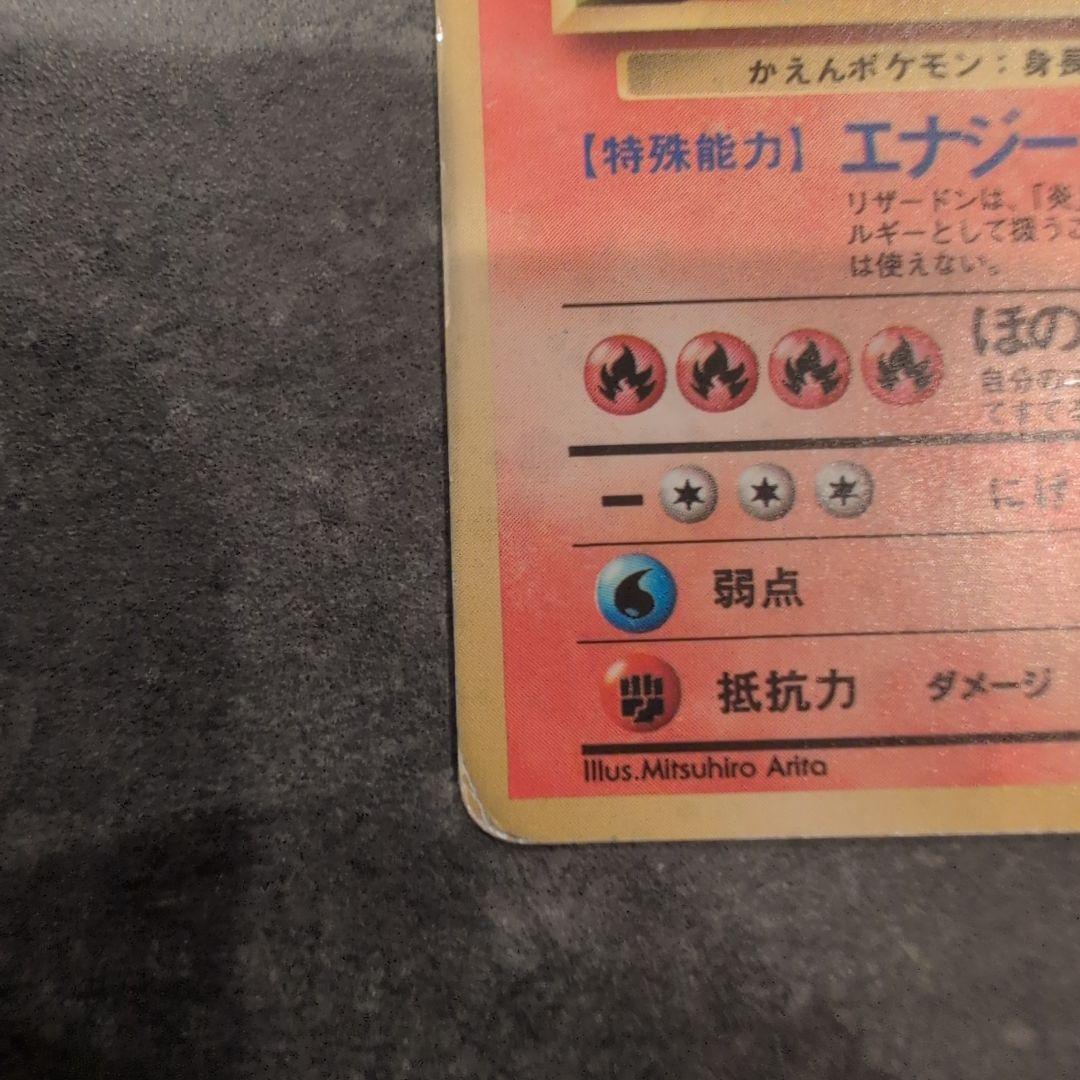 かえんポケモン：身長
【特殊能力】 エナジー
リザードンは、「炎
ルギーとして扱うこ
は使えない。
ほの
自分の
てすてる
ー にげ
弱点
抵抗力 ダメージ
Illus.Mitsuhiro Arita